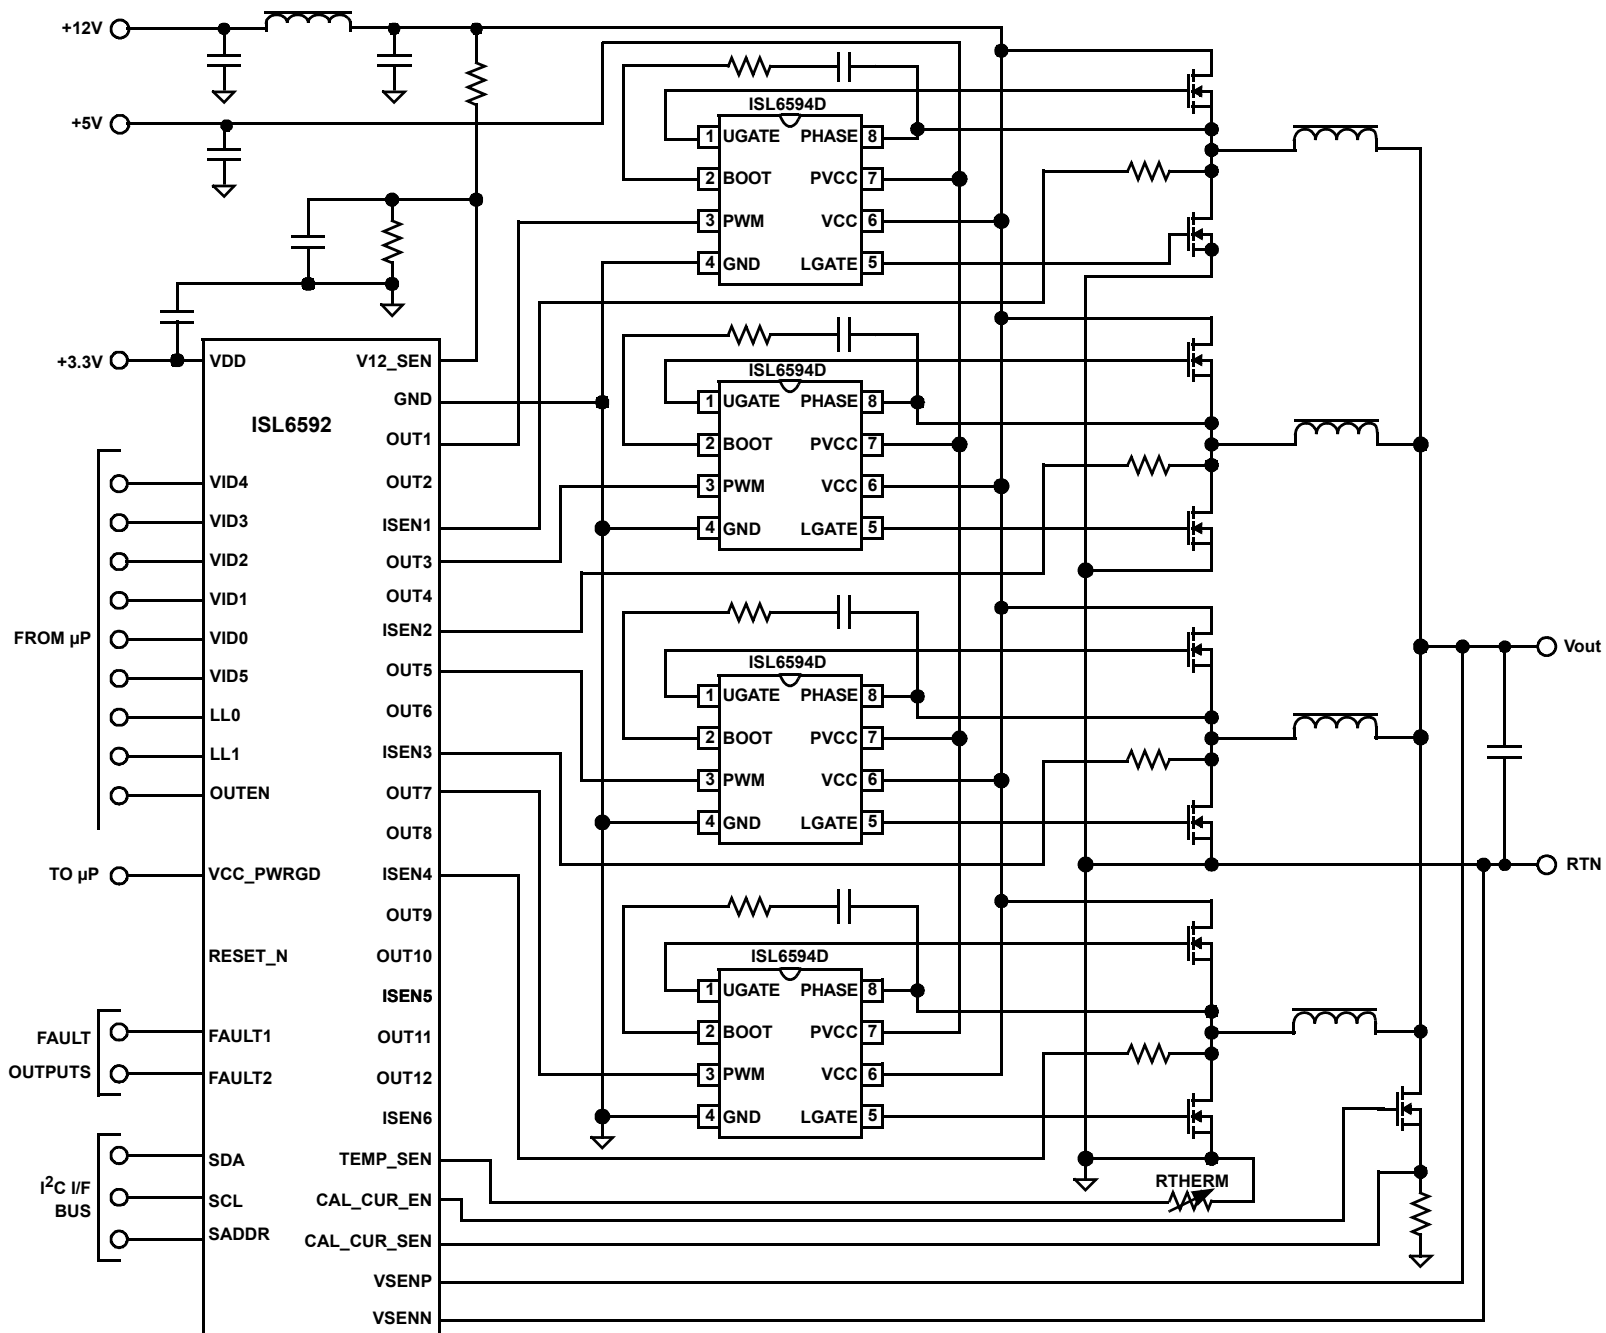 +12V
+5V
+3.3V
ISL6592
VDD
FROM µP
VID4
VID3
VID2
VID1
VID0
VID5
LL0
LL1
OUTEN
TO µP
VCC_PWRGD
RESET_N
FAULT
OUTPUTS
FAULT1
FAULT2
I²C I/F
BUS
SDA
SCL
SADDR
V12_SEN
GND
OUT1
OUT2
ISEN1
OUT3
OUT4
ISEN2
OUT5
OUT6
ISEN3
OUT7
OUT8
ISEN4
OUT9
OUT10
ISEN5
OUT11
OUT12
ISEN6
TEMP_SEN
CAL_CUR_EN
CAL_CUR_SEN
VSENP
VSENN
ISL6594D
1 UGATE PHASE 8
2 BOOT PVCC 7
3 PWM VCC 6
4 GND LGATE 5
ISL6594D
1 UGATE PHASE 8
2 BOOT PVCC 7
3 PWM VCC 6
4 GND LGATE 5
ISL6594D
1 UGATE PHASE 8
2 BOOT PVCC 7
3 PWM VCC 6
4 GND LGATE 5
ISL6594D
1 UGATE PHASE 8
2 BOOT PVCC 7
3 PWM VCC 6
4 GND LGATE 5
RTHERM
Vout
RTN